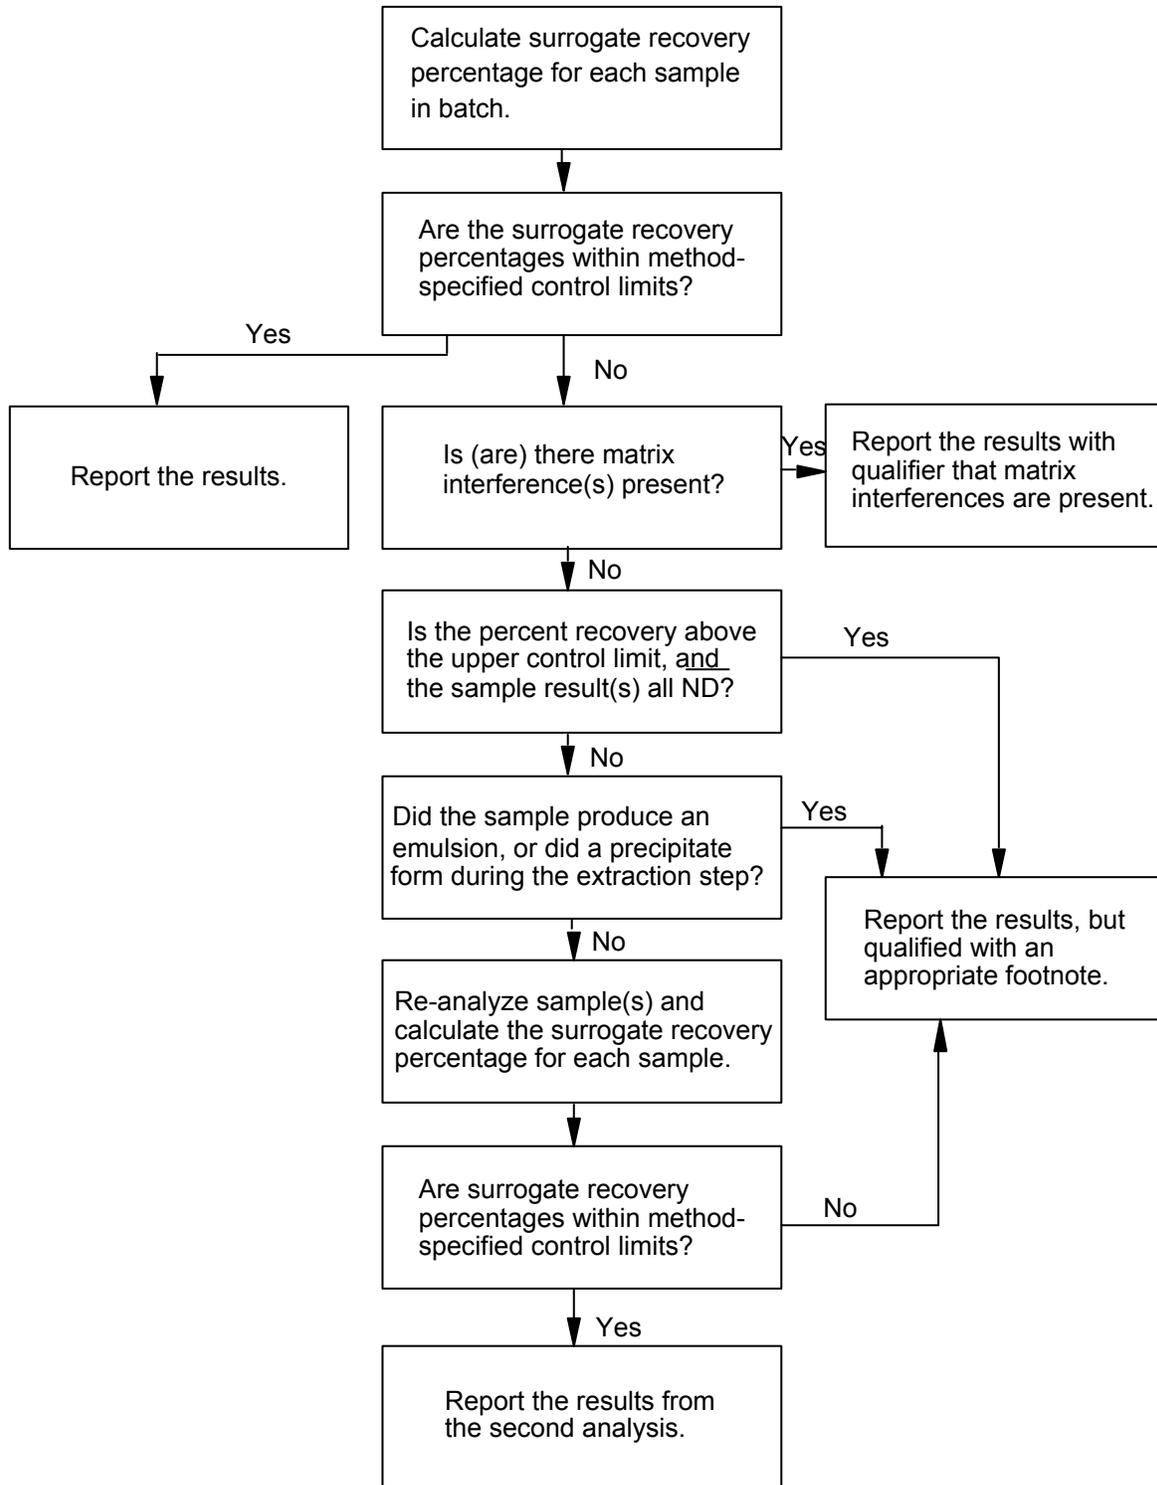 Calculate surrogate recovery
percentage for each sample
in batch.
Are the surrogate recovery
percentages within method-
specified control limits?
Yes
No
Report the results.
Is (are) there matrix
interference(s) present?
Yes
Report the results with
qualifier that matrix
interferences are present.
No
Is the percent recovery above
the upper control limit, and
the sample result(s) all ND?
Yes
No
Did the sample produce an
emulsion, or did a precipitate
form during the extraction step?
Yes
Report the results, but
qualified with an
appropriate footnote.
No
Re-analyze sample(s) and
calculate the surrogate recovery
percentage for each sample.
Are surrogate recovery
percentages within method-
specified control limits?
No
Yes
Report the results from
the second analysis.